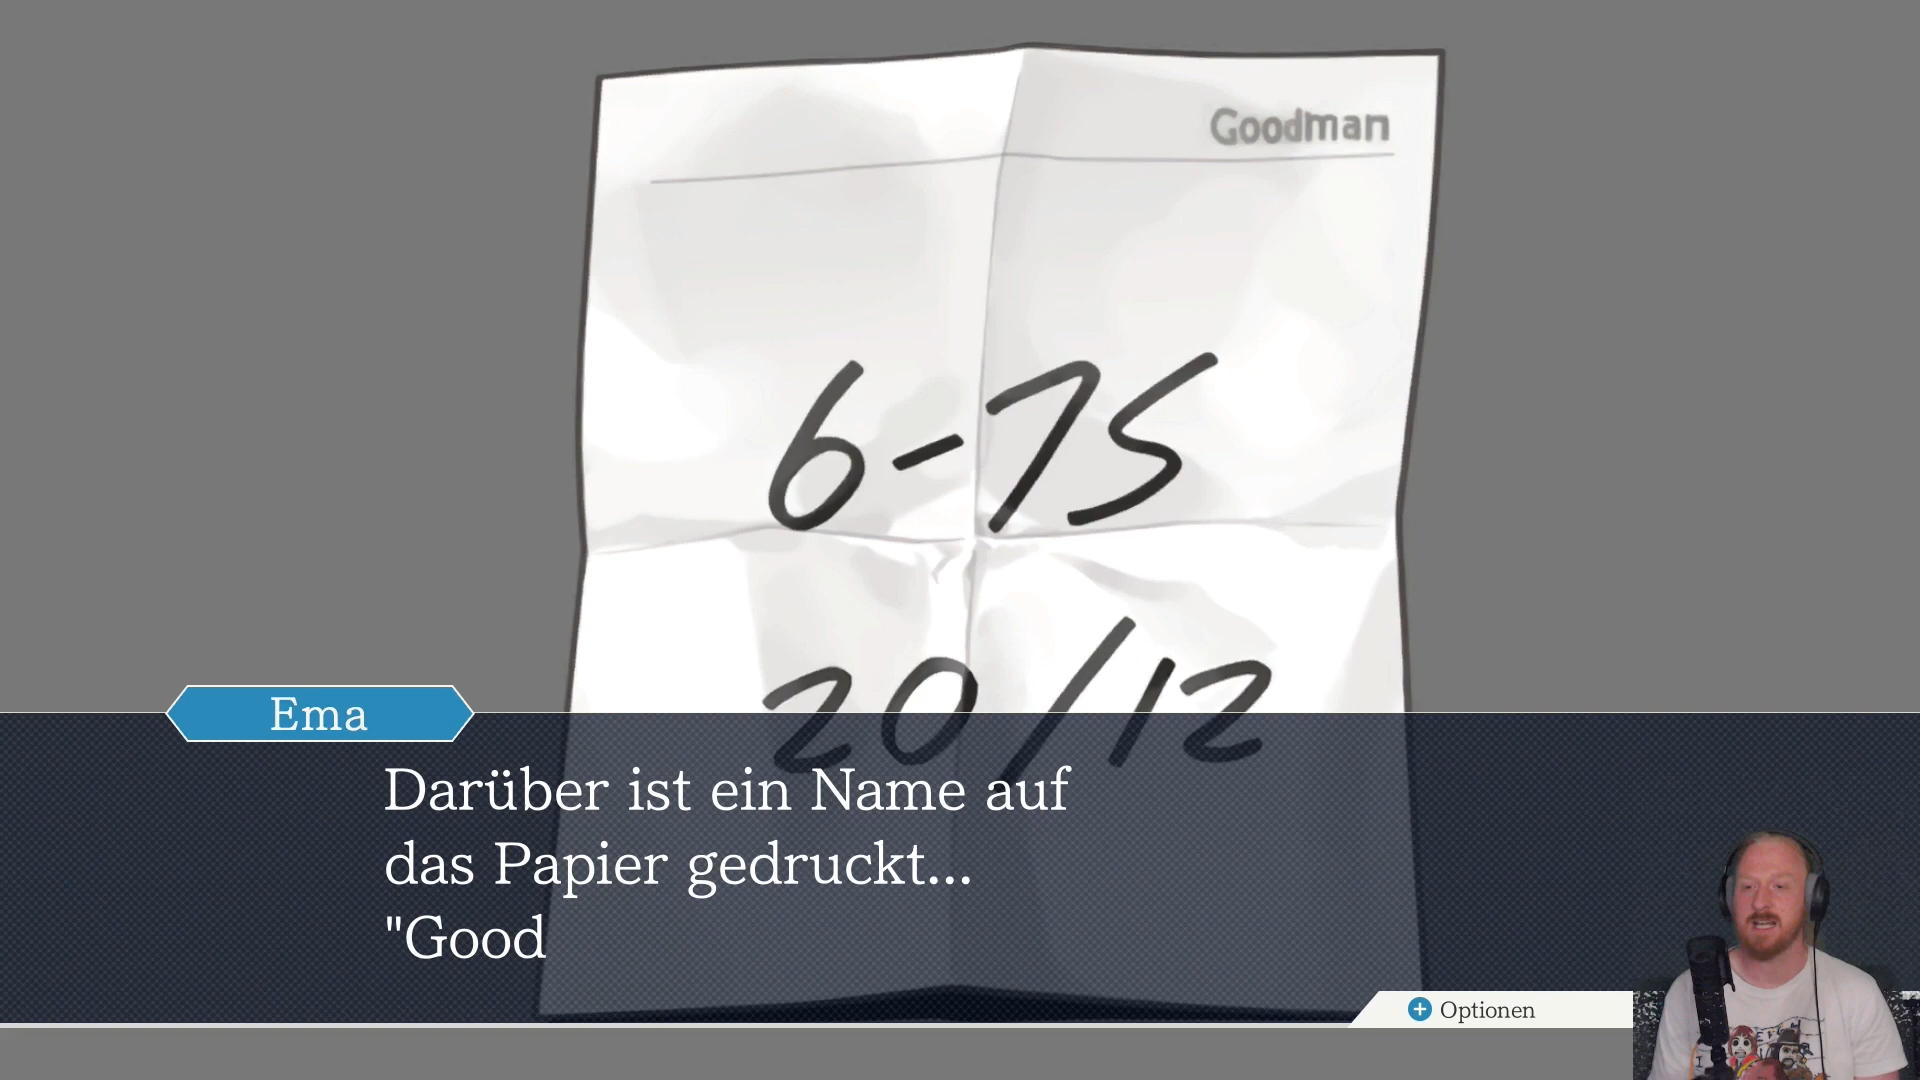 Goodman
6-75
20/12
Ema
Darüber ist ein Name auf
das Papier gedruckt...
"Good
Optionen